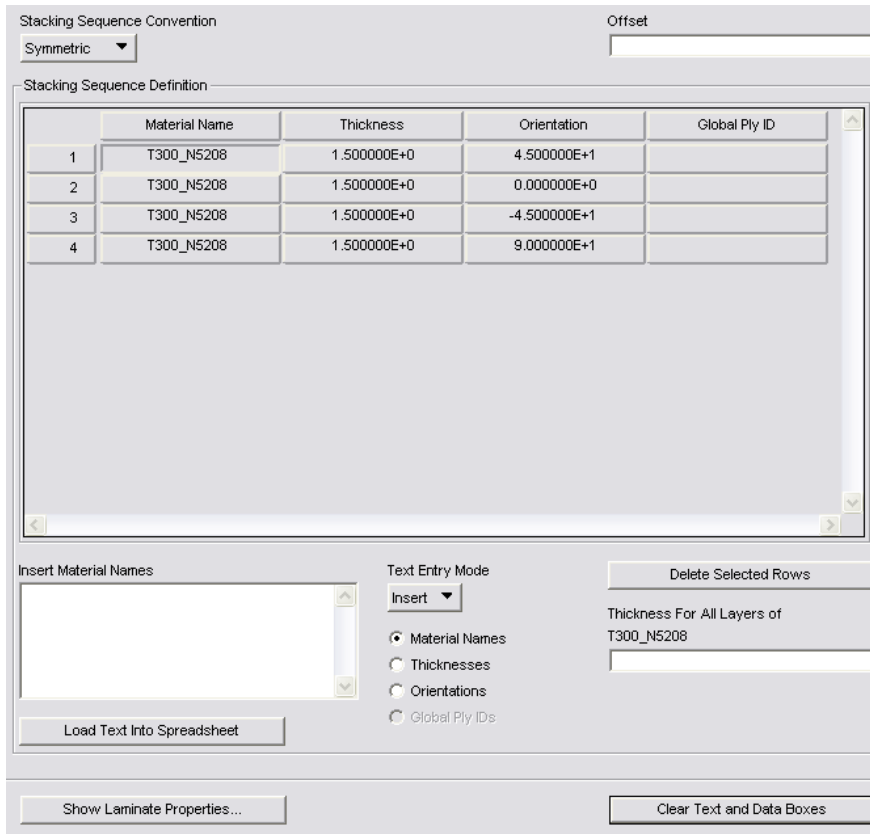 Stacking Sequence Convention
Offset
Symmetric
Stacking Sequence Definition
Material Name Thickness Orientation Global Ply ID
1 T300_N5208 1.500000E+0 4.500000E+1
2 T300_N5208 1.500000E+0 0.000000E+0
3 T300_N5208 1.500000E+0 -4.500000E+1
4 T300_N5208 1.500000E+0 9.000000E+1
Insert Material Names
Text Entry Mode
Delete Selected Rows
Insert
Thickness For All Layers of
T300_N5208
Material Names
Thicknesses
Orientations
Global Ply IDs
Load Text Into Spreadsheet
Show Laminate Properties...
Clear Text and Data Boxes